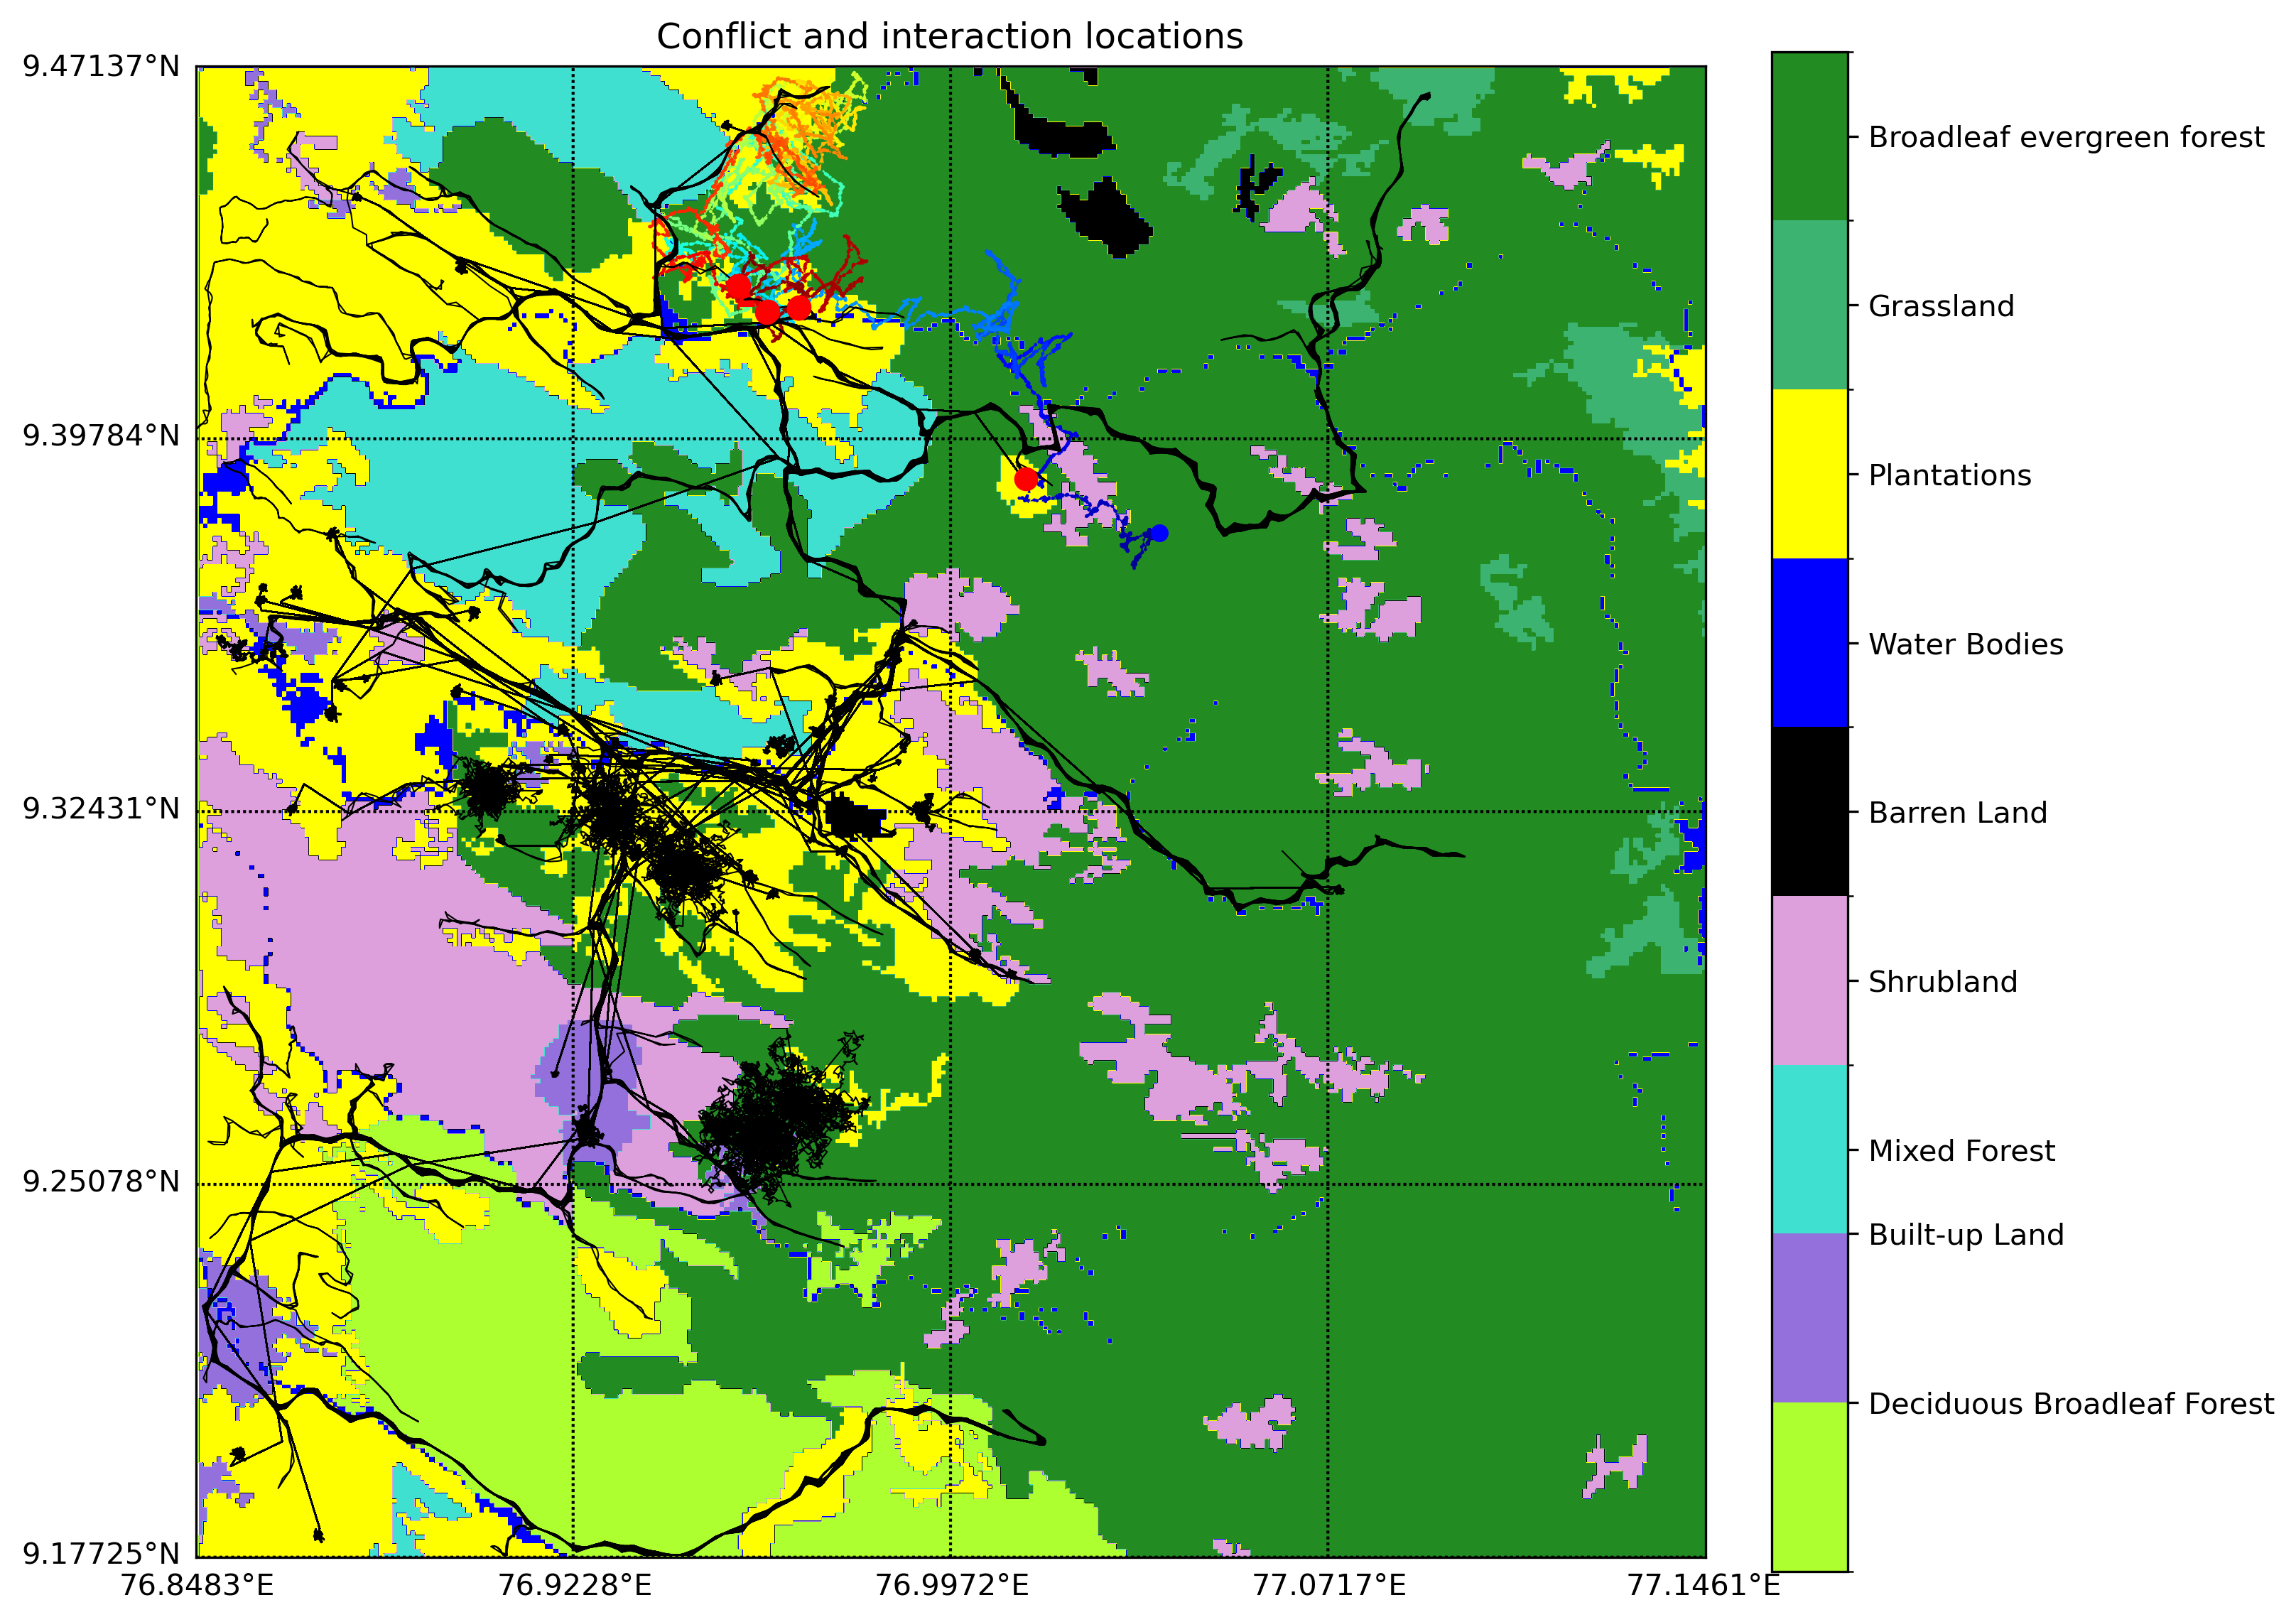 Conflict and interaction locations
9.47137°N
9.39784°N
9.32431°N
9.25078°N
9.17725°N
76.8483°E
76.9228°E
76.9972°E
77.0717°E
77.1461°E
Broadleaf evergreen forest
Grassland
Plantations
Water Bodies
Barren Land
Shrubland
Mixed Forest
Built-up Land
Deciduous Broadleaf Forest